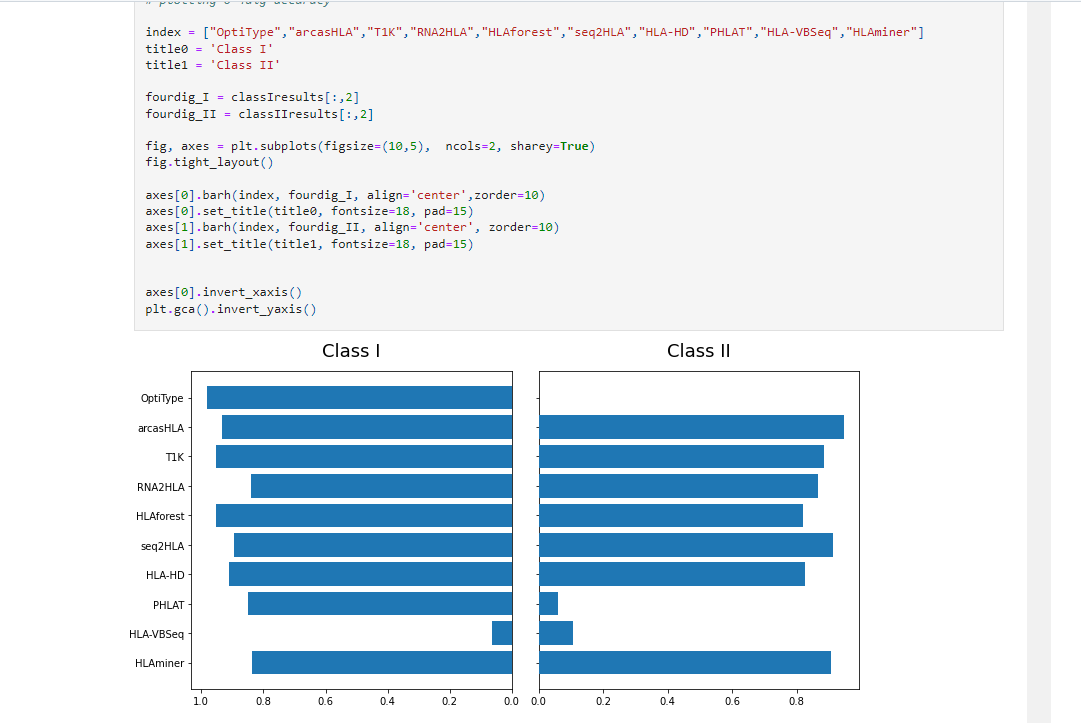 # plotting 3 4dig accuracy
index = ["OptiType","arcasHLA","T1K","RNA2HLA","HLAforest","seq2HLA","HLA-HD","PHLAT","HLA-VBSeq","HLAminer"]
title0 = 'Class I'
title1 = 'Class II'
fourdig_I = classIresults[:,2]
fourdig_II = classIIresults[:,2]
fig, axes = plt.subplots(figsize=(10,5),  ncols=2, sharey=True)
fig.tight_layout()
axes[0].barh(index, fourdig_I, align='center',zorder=10)
axes[0].set_title(title0, fontsize=18, pad=15)
axes[1].barh(index, fourdig_II, align='center', zorder=10)
axes[1].set_title(title1, fontsize=18, pad=15)
axes[0].invert_xaxis()
plt.gca().invert_yaxis()
Class I Class II
OptiType
arcasHLA
T1K
RNA2HLA
HLAforest
seq2HLA
HLA-HD
PHLAT
HLA-VBSeq
HLAminer
1.0 0.8 0.6 0.4 0.2 0.0 0.0 0.2 0.4 0.6 0.8